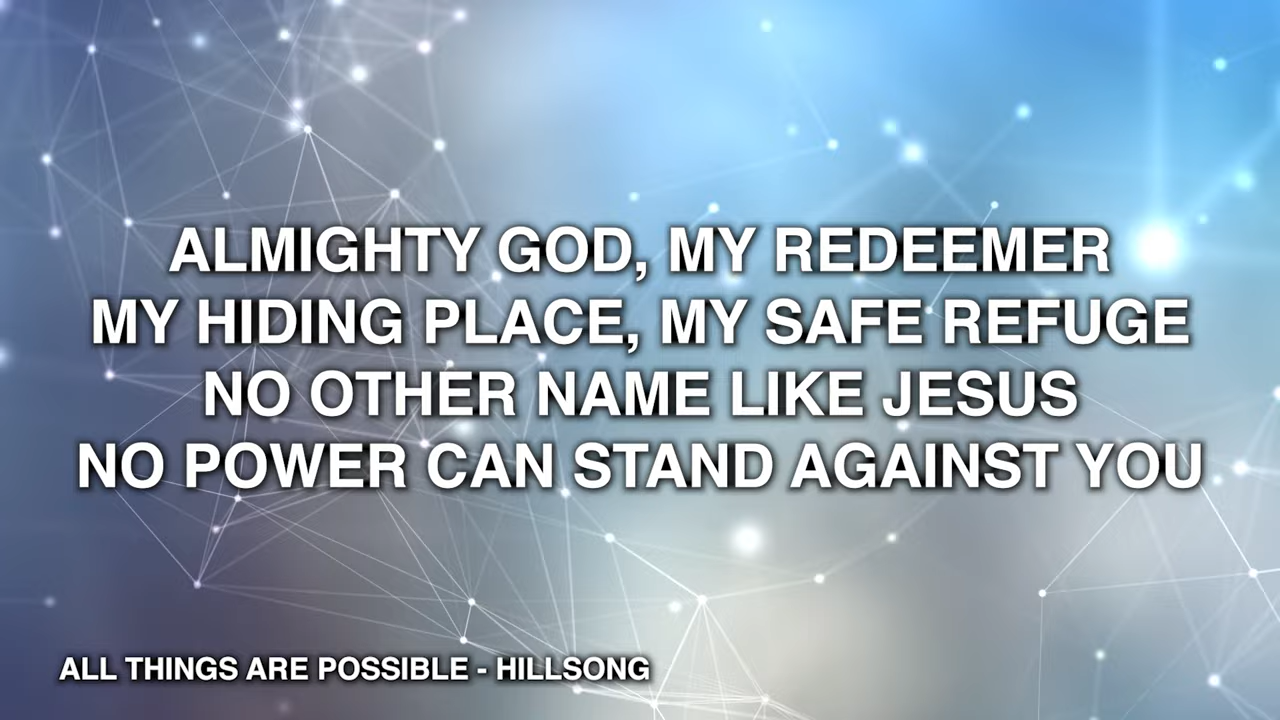 ALMIGHTY GOD, MY REDEEMER
MY HIDING PLACE, MY SAFE REFUGE
NO OTHER NAME LIKE JESUS
NO POWER CAN STAND AGAINST YOU
ALL THINGS ARE POSSIBLE - HILLSONG